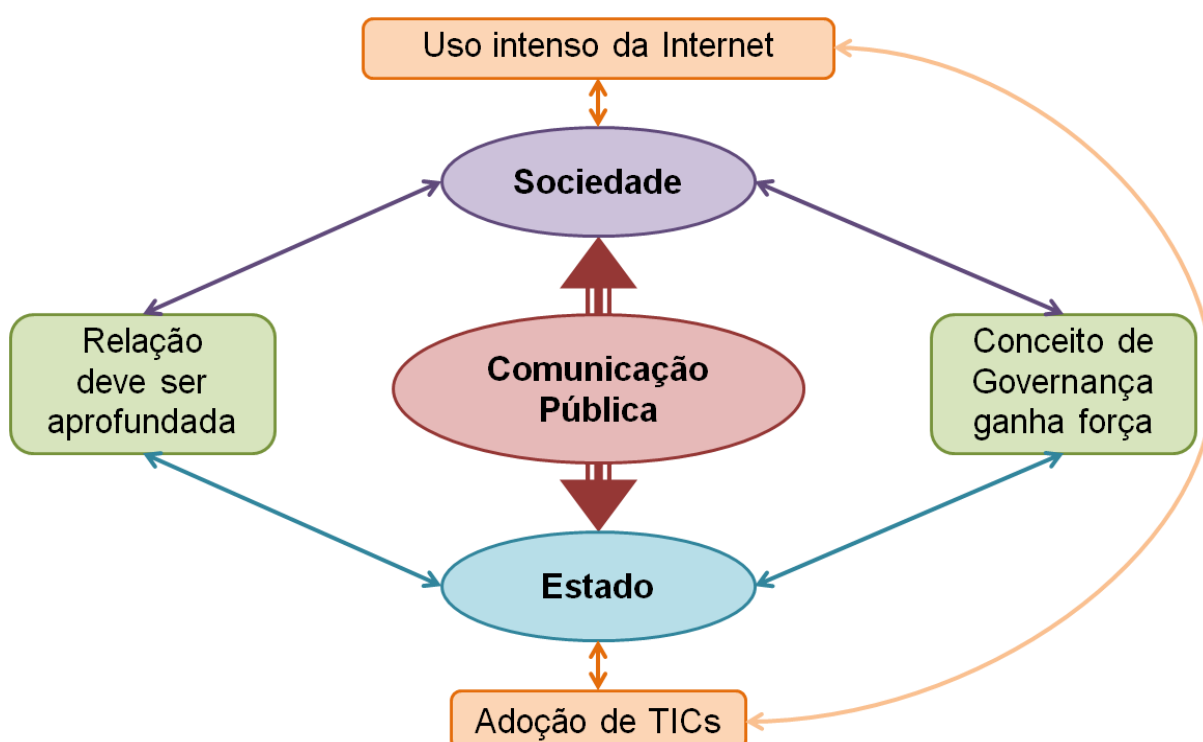 Uso intenso da Internet
Sociedade
Relação
deve ser
aprofundada
Comunicação
Pública
Conceito de
Governança
ganha força
Estado
Adoção de TICs